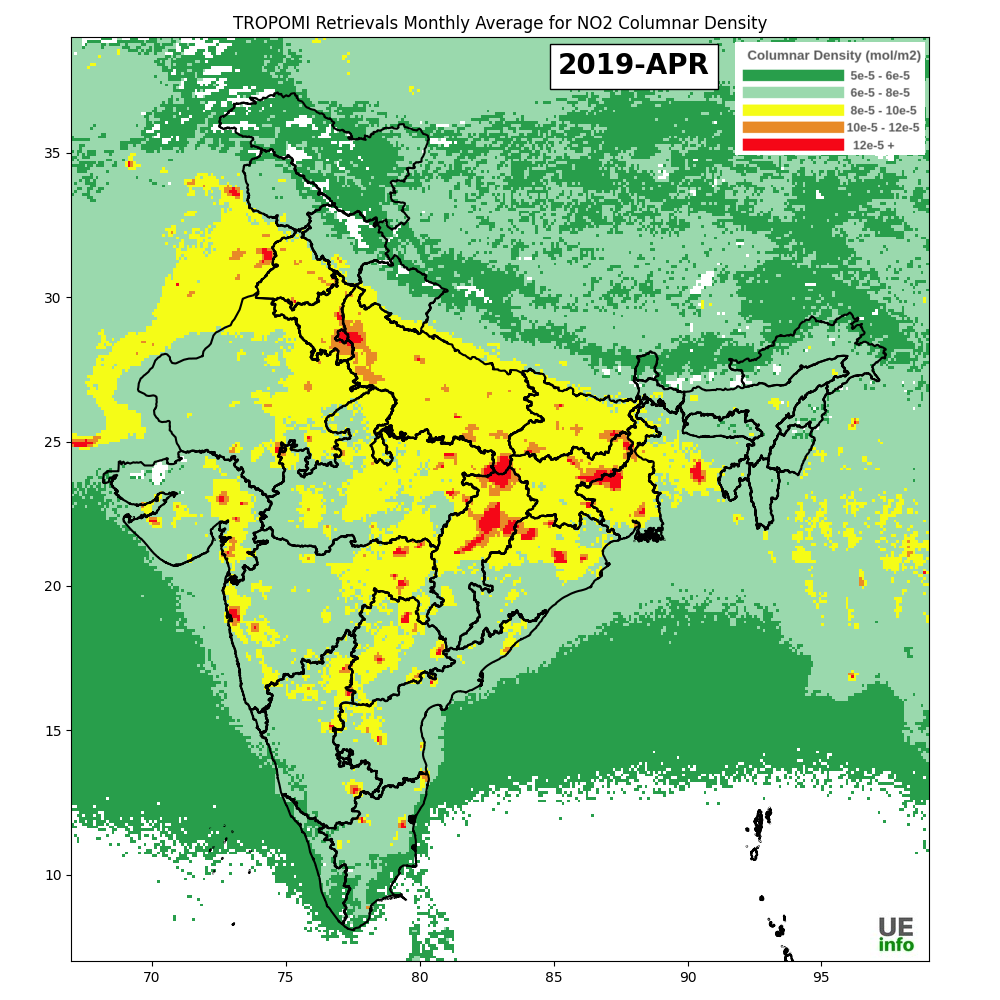 TROPOMI Retrievals Monthly Average for NO2 Columnar Density
2019-APR
Columnar Density (mol/m2)
5e-5 - 6e-5
6e-5 - 8e-5
8e-5 - 10e-5
10e-5 - 12e-5
12e-5 +
35
30
25
20
15
10
70 75 80 85 90 95
UE
info